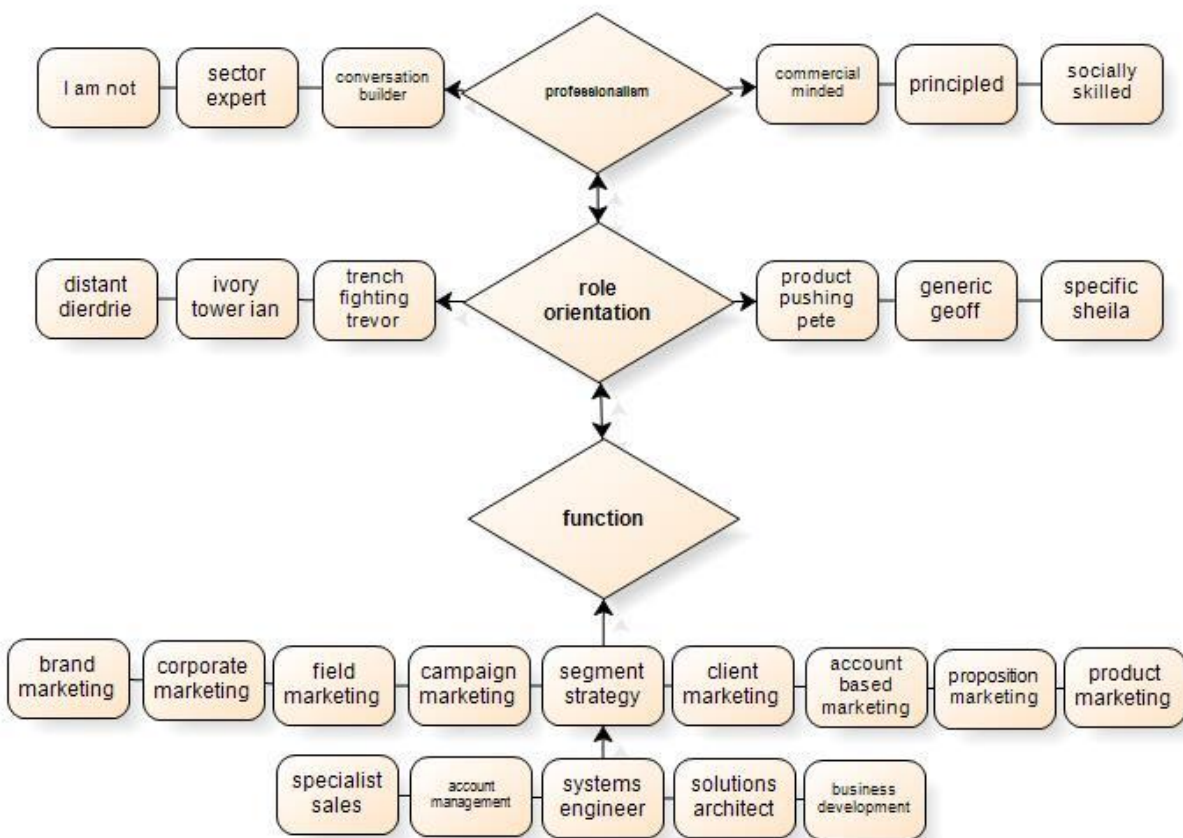 I am not
sector
expert
conversation
builder
professionalism
commercial
minded
principled
socially
skilled
distant
dierdrie
ivory
tower ian
trench
fighting
trevor
role
orientation
product
pushing
pete
generic
geoff
specific
sheila
function
brand
marketing
corporate
marketing
field
marketing
campaign
marketing
segment
strategy
client
marketing
account
based
marketing
proposition
marketing
product
marketing
specialist
sales
account
management
systems
engineer
solutions
architect
business
development